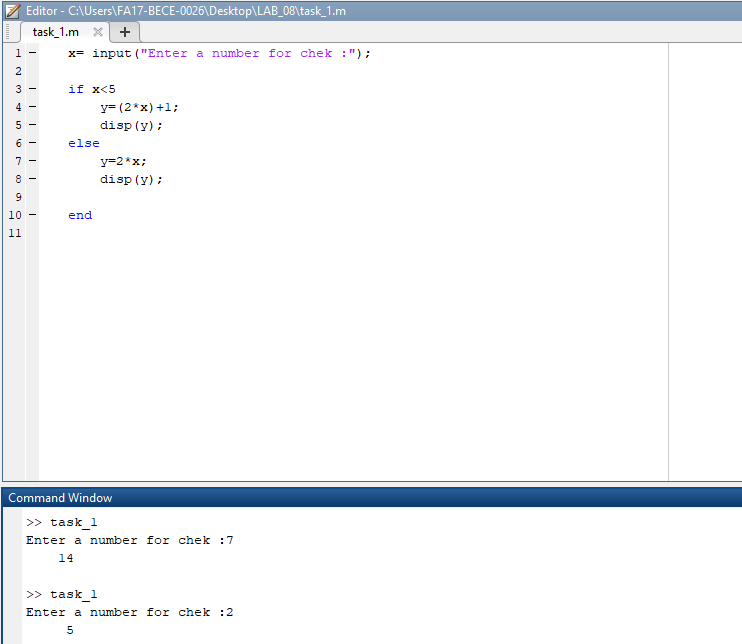 Editor - C:\Users\FA17-BECE-0026\Desktop\LAB_08\task_1.m
task_1.m × +
1 – x= input("Enter a number for chek :");
2
3 – if x<5
4 – y=(2*x)+1;
5 – disp(y);
6 – else
7 – y=2*x;
8 – disp(y);
9
10 – end
11
Command Window
>> task_1
Enter a number for chek :7
14
>> task_1
Enter a number for chek :2
5